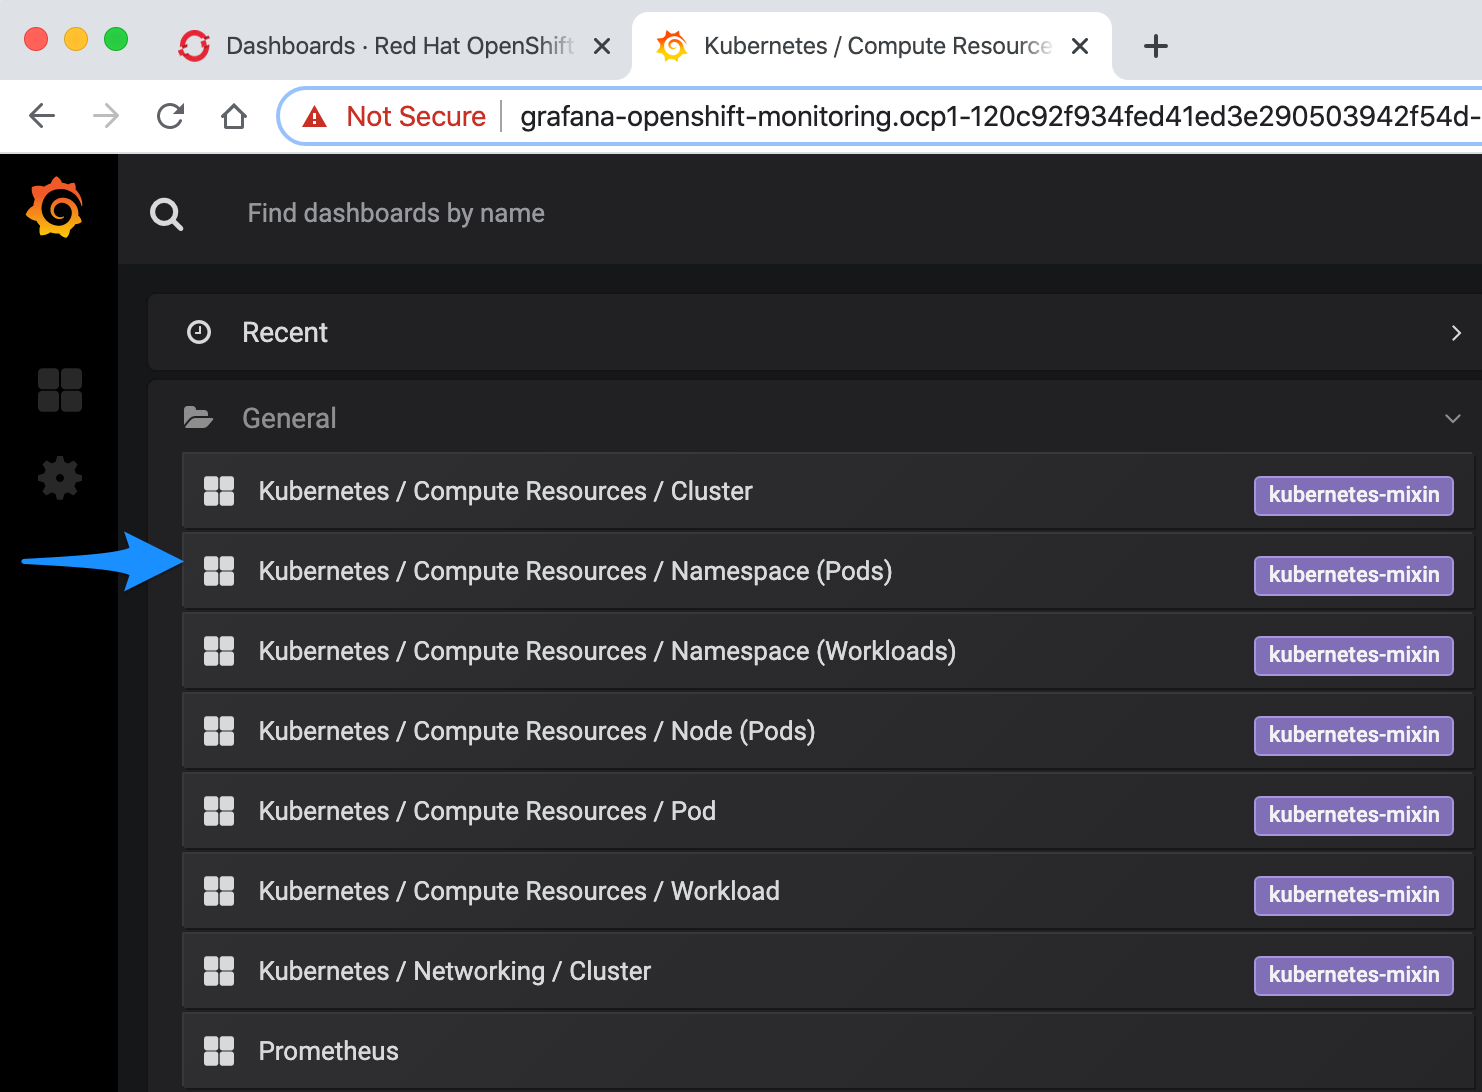 Dashboards · Red Hat OpenShift
Kubernetes / Compute Resource
Not Secure
grafana-openshift-monitoring.ocp1-120c92f934fed41ed3e290503942f54d-
Find dashboards by name
Recent
General
Kubernetes / Compute Resources / Cluster
kubernetes-mixin
Kubernetes / Compute Resources / Namespace (Pods)
kubernetes-mixin
Kubernetes / Compute Resources / Namespace (Workloads)
kubernetes-mixin
Kubernetes / Compute Resources / Node (Pods)
kubernetes-mixin
Kubernetes / Compute Resources / Pod
kubernetes-mixin
Kubernetes / Compute Resources / Workload
kubernetes-mixin
Kubernetes / Networking / Cluster
kubernetes-mixin
Prometheus